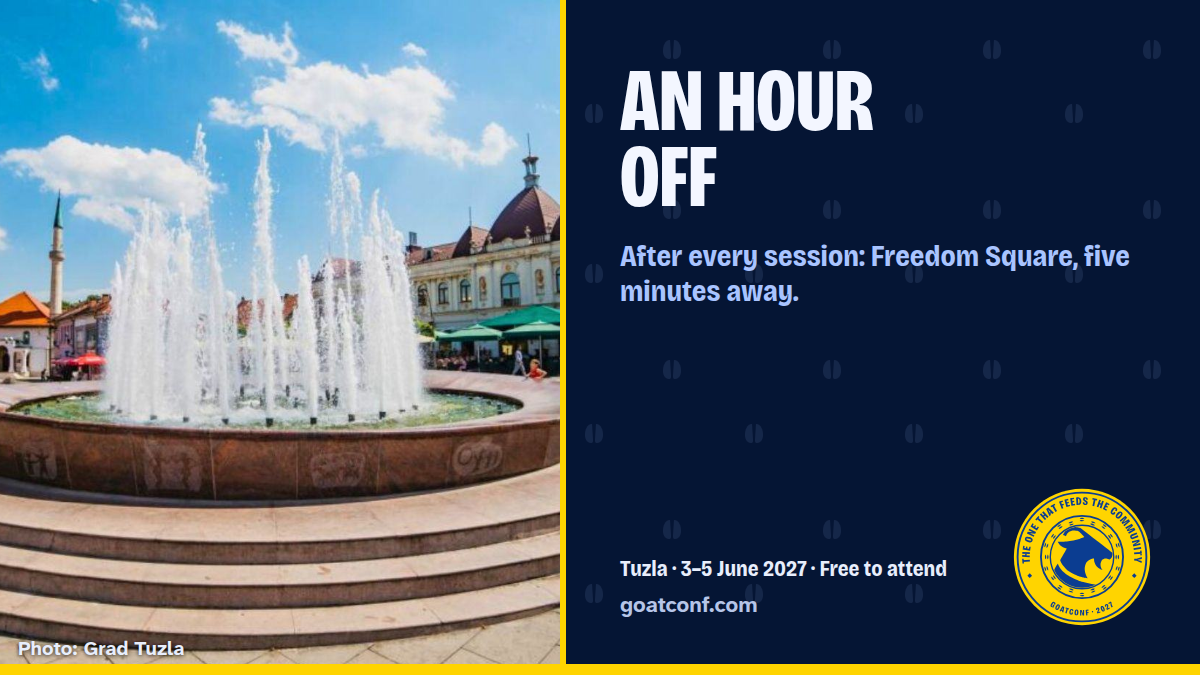 AN HOUR
OFF
After every session: Freedom Square, five
minutes away.
Tuzla · 3–5 June 2027 · Free to attend
goatconf.com
THE ONE THAT FEEDS THE COMMUNITY
GOATCONF · 2027
Photo: Grad Tuzla